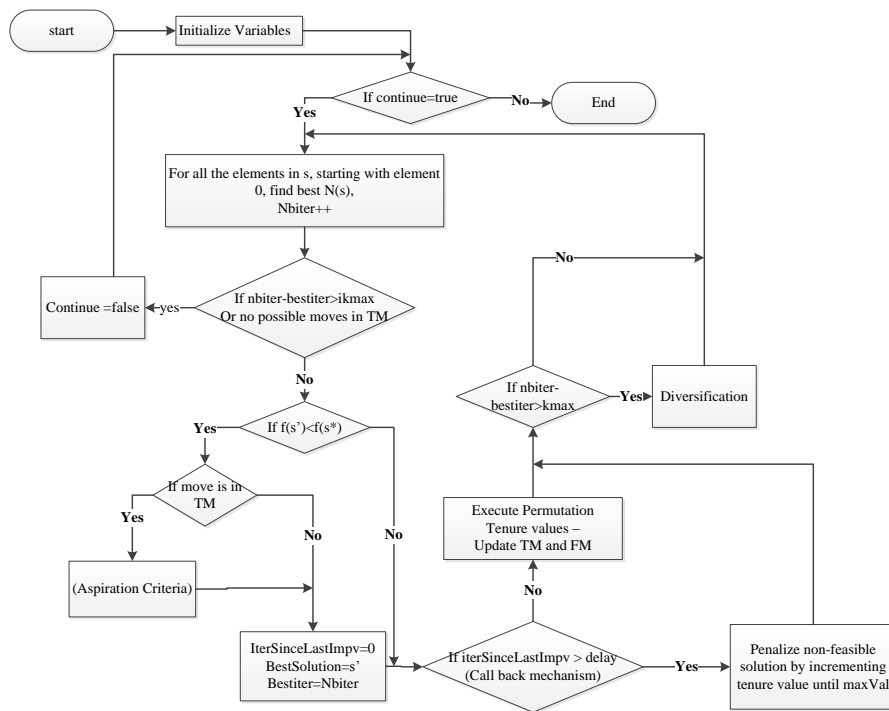 start
Initialize Variables
If continue=true
No
End
Yes
For all the elements in s, starting with element
0, find best N(s),
Nbiter++
No
If nbiter-bestiter>ikmax
Or no possible moves in TM
yes
Continue =false
No
If nbiter-
bestiter>kmax
Yes
Diversification
If f(s')<f(s*)
Yes
If move is in
TM
Yes
No
No
Execute Permutation
Tenure values –
Update TM and FM
(Aspiration Criteria)
No
IterSinceLastImpv=0
BestSolution=s’
Bestiter=Nbiter
If iterSinceLastImpv > delay
(Call back mechanism)
Yes
Penalize non-feasible
solution by incrementing
tenure value until maxVal